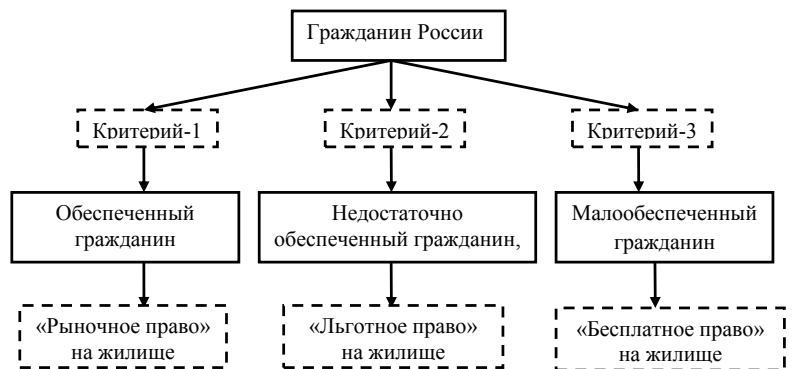 Гражданин России
Критерий-1
Критерий-2
Критерий-3
Обеспеченный
гражданин
Недостаточно
обеспеченный гражданин,
Малообеспеченный
гражданин
«Рыночное право»
на жилище
«Льготное право»
на жилище
«Бесплатное право»
на жилище